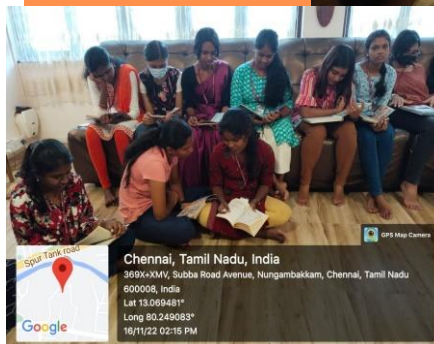 GPS Map Camera
Spur Tank road
Google
Chennai, Tamil Nadu, India
369X+XMV, Subba Road Avenue, Nungambakkam, Chennai, Tamil Nadu
600008, India
Lat 13.069481°
Long 80.249083°
16/11/22 02:15 PM